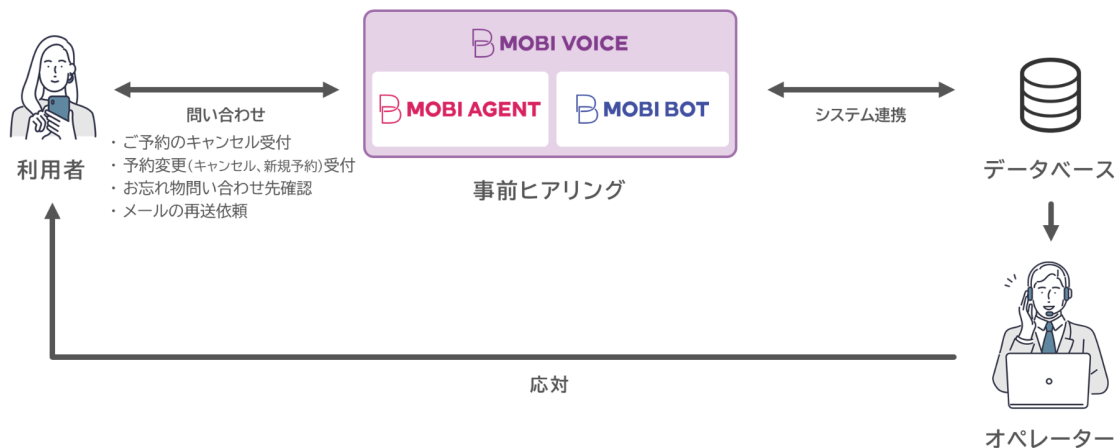 MOBI VOICE
MOBI AGENT
MOBI BOT
問い合わせ
・ご予約のキャンセル受付
・予約変更(キャンセル、新規予約)受付
・お忘れ物問い合わせ先確認
・メールの再送依頼
利用者
事前ヒアリング
システム連携
データベース
応対
オペレーター